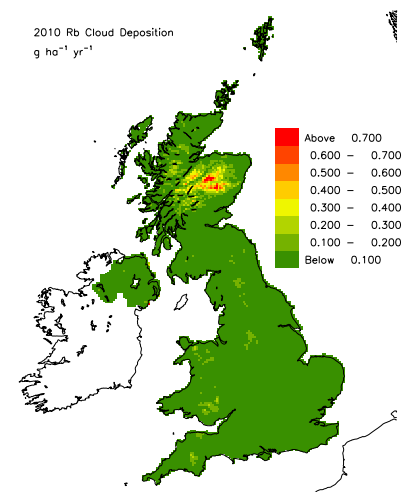 2010 Rb Cloud Deposition
g ha⁻¹ yr⁻¹
Above 0.700
0.600 – 0.700
0.500 – 0.600
0.400 – 0.500
0.300 – 0.400
0.200 – 0.300
0.100 – 0.200
Below 0.100